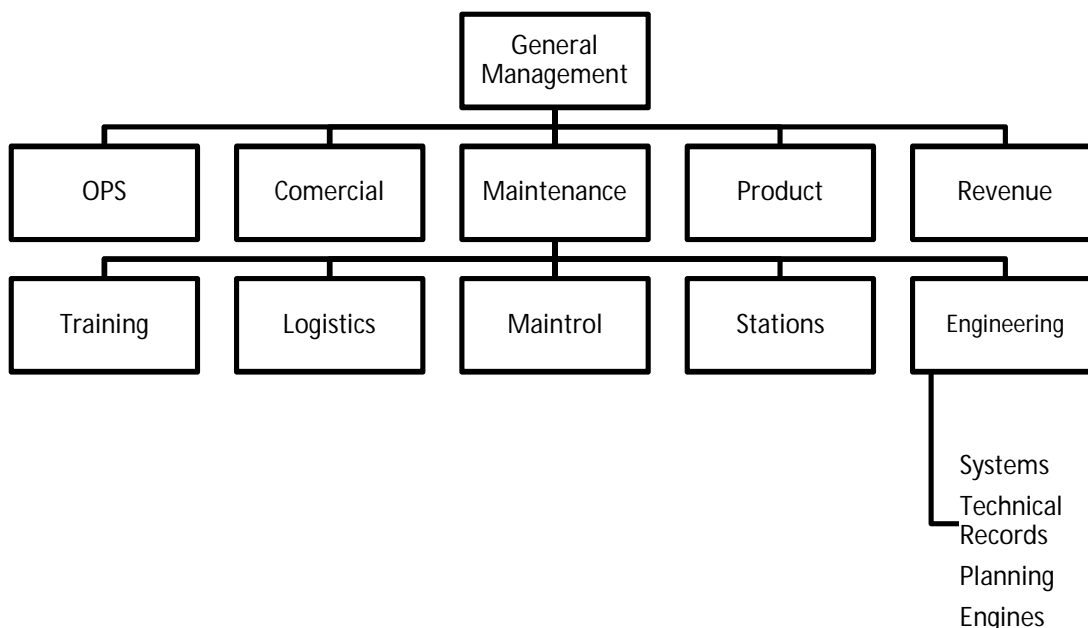 General
Management
OPS
Comercial
Maintenance
Product
Revenue
Training
Logistics
Maintrol
Stations
Engineering
Systems
Technical
Records
Planning
Engines